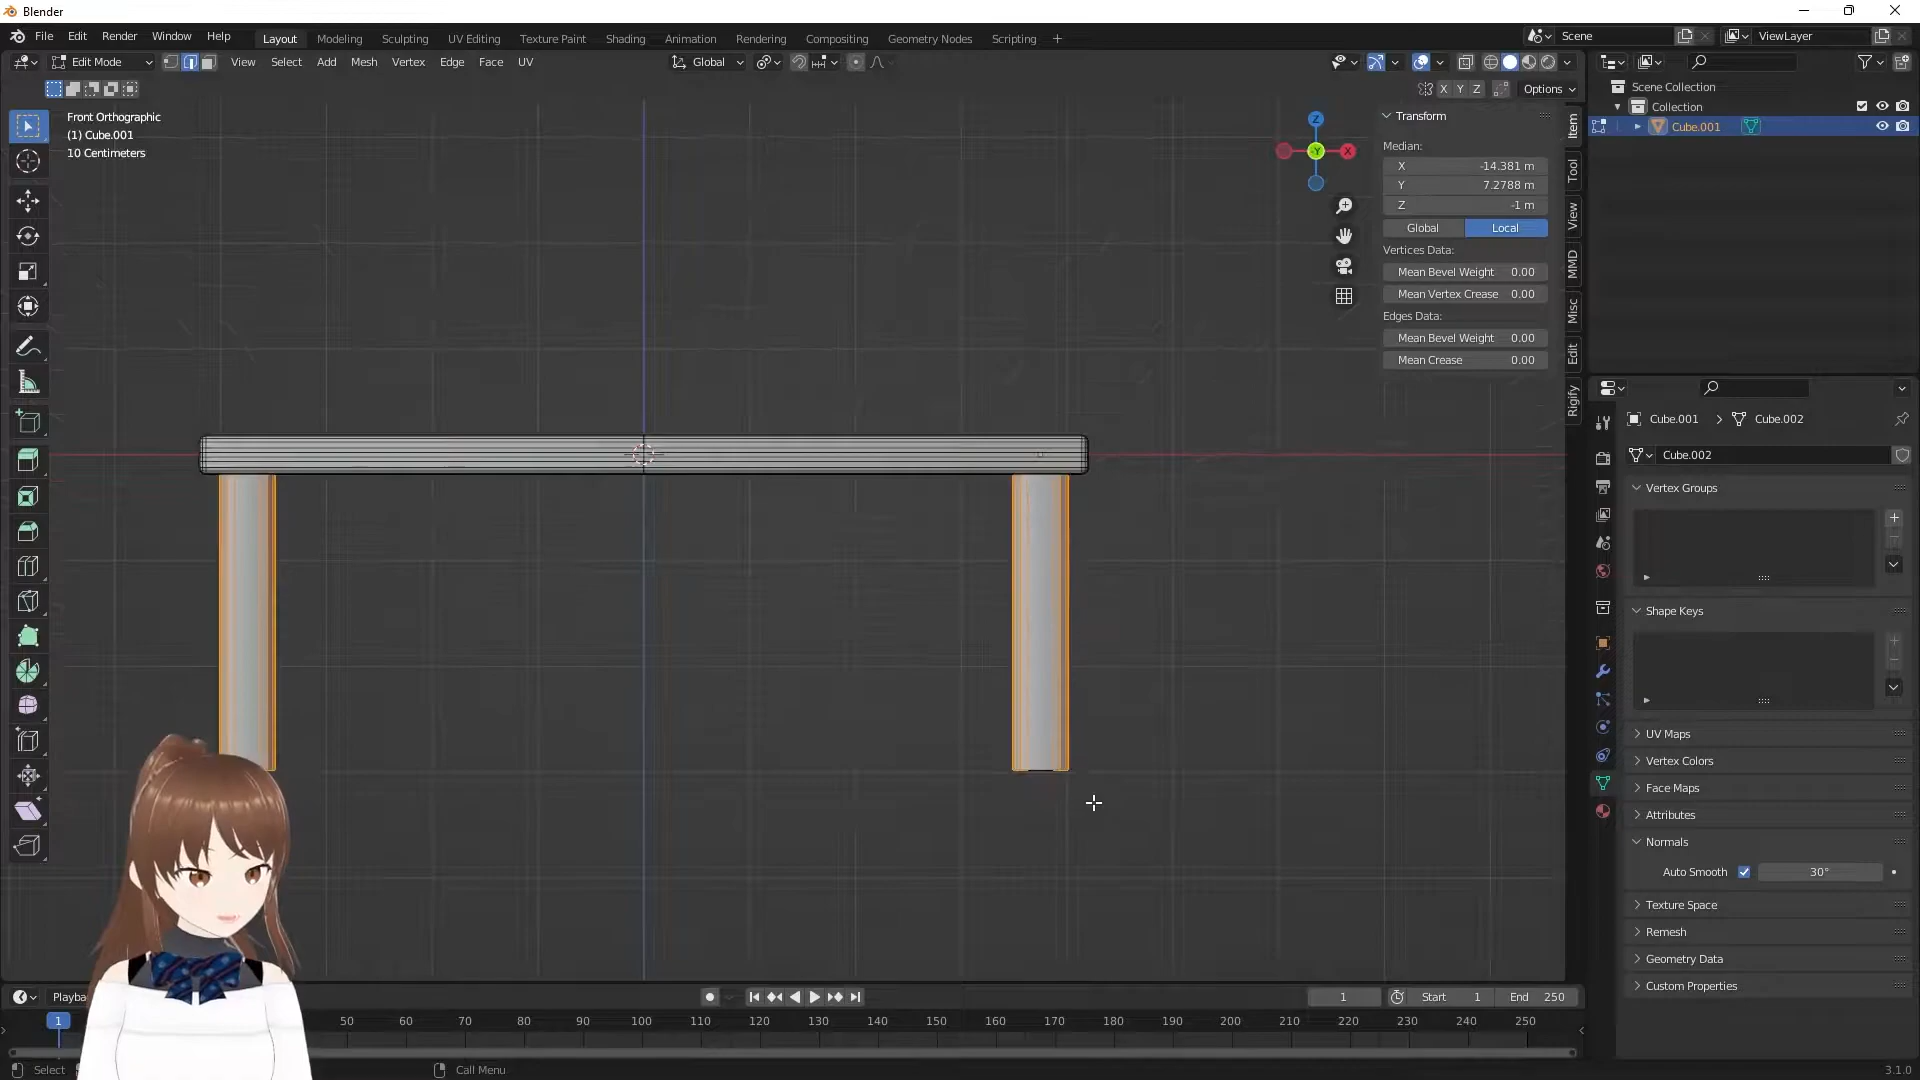 Blender
File Edit Render Window Help
Layout Modeling Sculpting UV Editing Texture Paint Shading Animation Rendering Compositing Geometry Nodes Scripting +
Scene
ViewLayer
Edit Mode
View Select Add Mesh Vertex Edge Face UV
Global
X Y Z
Options
Front Orthographic
(1) Cube.001
10 Centimeters
Z
-Y
X
Transform
Median:
X -14.381 m
Y 7.2788 m
Z -1 m
Global Local
Vertices Data:
Mean Bevel Weight 0.00
Mean Vertex Crease 0.00
Edges Data:
Mean Bevel Weight 0.00
Mean Crease 0.00
Item
Tool
View
MMD
Misc
Edit
Rigify
Scene Collection
Collection
Cube.001
Cube.001 > Cube.002
Cube.002
Vertex Groups
Shape Keys
UV Maps
Vertex Colors
Face Maps
Attributes
Normals
Auto Smooth 30°
Texture Space
Remesh
Geometry Data
Custom Properties
Playba
1
Start 1
End 250
1 50 60 70 80 90 100 110 120 130 140 150 160 170 180 190 200 210 220 230 240 250
Select
Call Menu
3.1.0